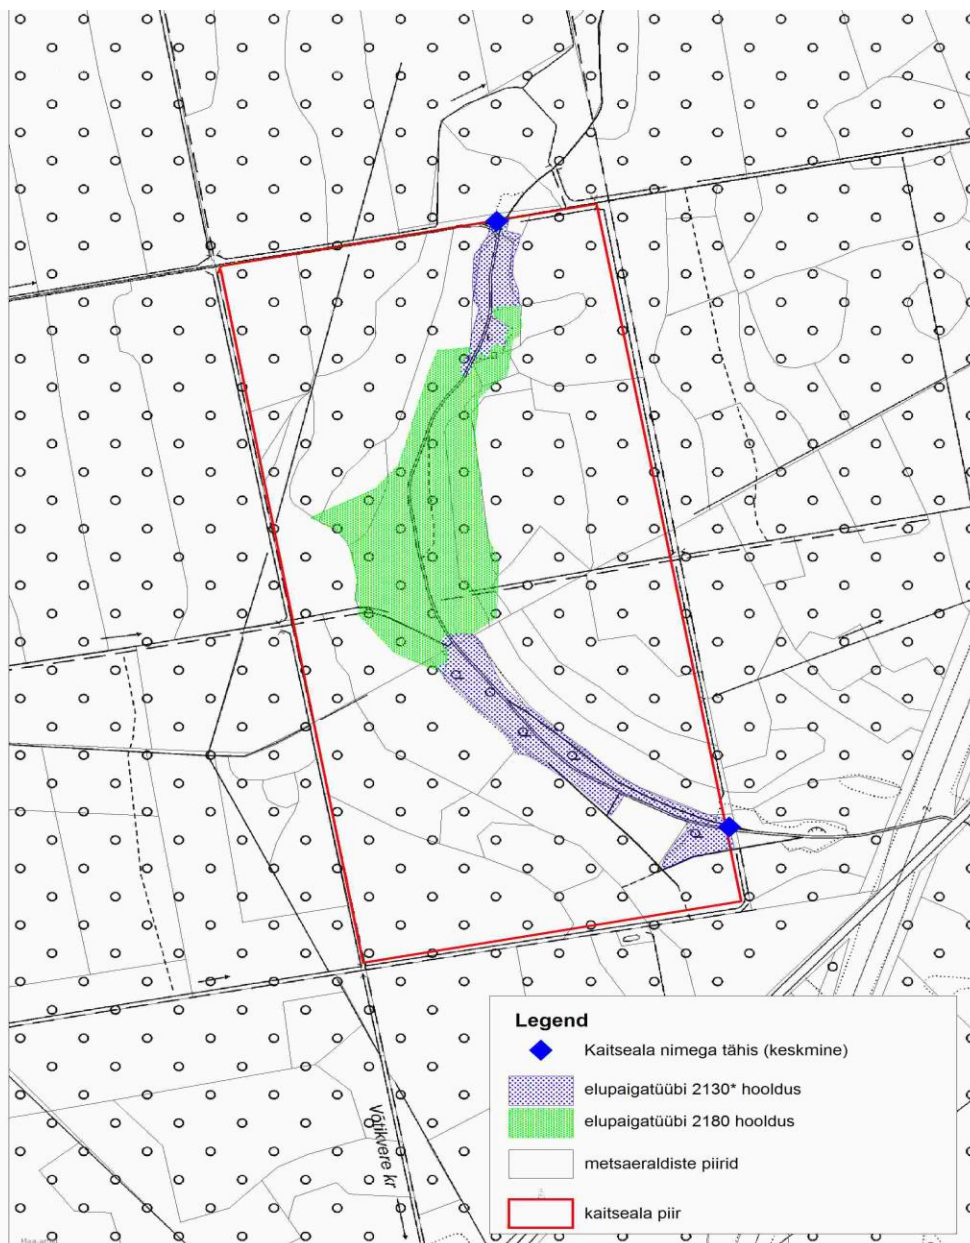 Võtikvere kr
Legend
Kaitseala nimega tähis (keskmine)
elupaigatüübi 2130* hooldus
elupaigatüübi 2180 hooldus
metsaeraldiste piirid
kaitseala piir